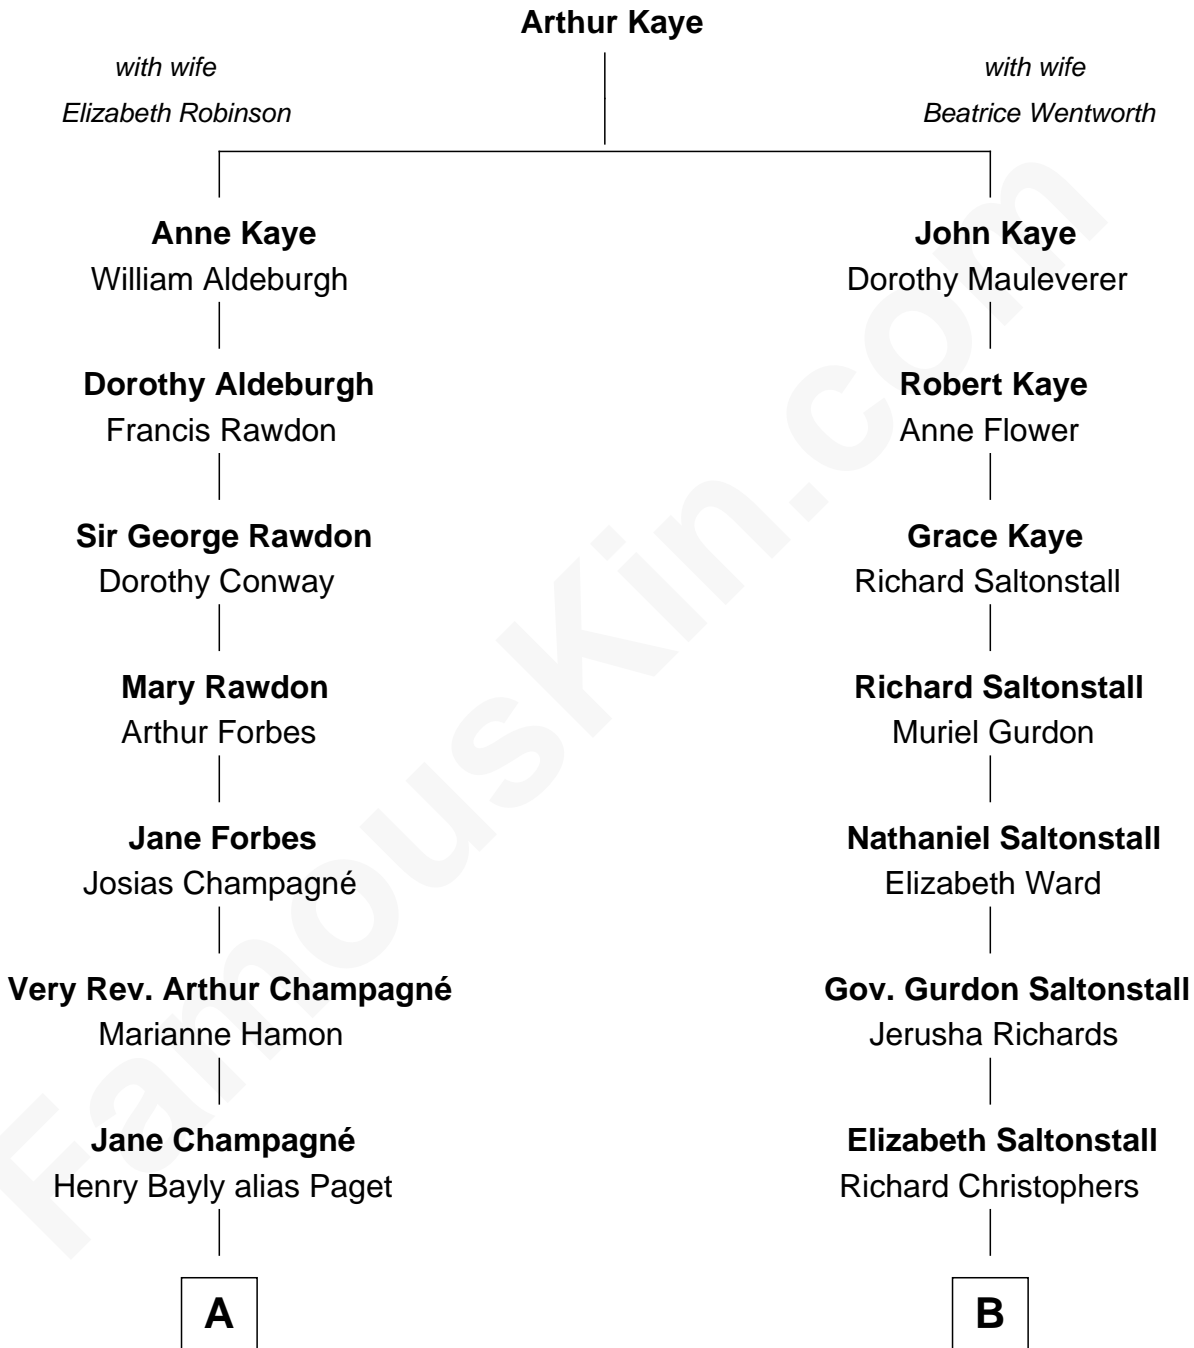 Arthur Kaye
with wife
Elizabeth Robinson
with wife
Beatrice Wentworth
Anne Kaye
William Aldeburgh
Dorothy Aldeburgh
Francis Rawdon
Sir George Rawdon
Dorothy Conway
Mary Rawdon
Arthur Forbes
Jane Forbes
Josias Champagné
Very Rev. Arthur Champagné
Marianne Hamon
Jane Champagné
Henry Bayly alias Paget
A
John Kaye
Dorothy Mauleverer
Robert Kaye
Anne Flower
Grace Kaye
Richard Saltonstall
Richard Saltonstall
Muriel Gurdon
Nathaniel Saltonstall
Elizabeth Ward
Gov. Gurdon Saltonstall
Jerusha Richards
Elizabeth Saltonstall
Richard Christophers
B
FamousKin.com